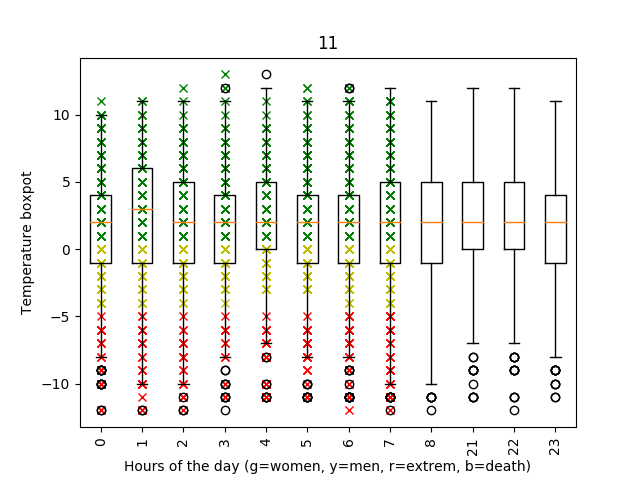 11
Temperature boxpot
10
5
0
−5
−10
0 1 2 3 4 5 6 7 8 21 22 23
Hours of the day (g=women, y=men, r=extrem, b=death)